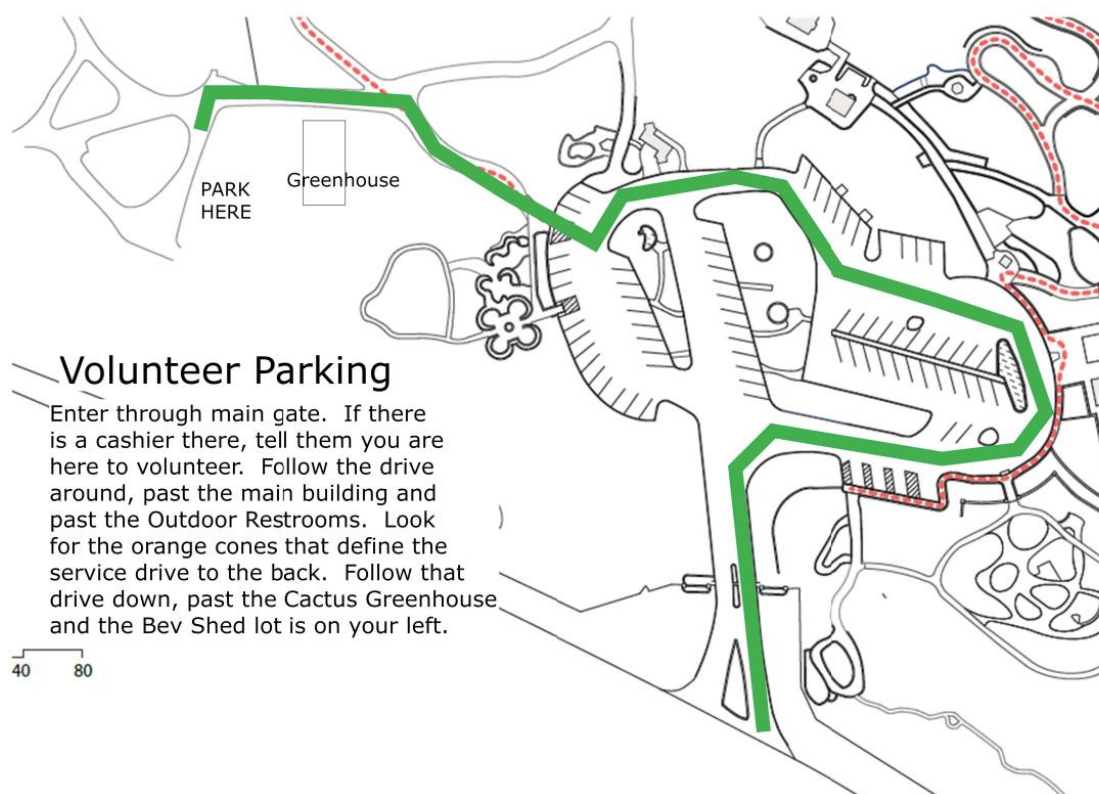 PARK
HERE
Greenhouse
Volunteer Parking
Enter through main gate. If there
is a cashier there, tell them you are
here to volunteer. Follow the drive
around, past the main building and
past the Outdoor Restrooms. Look
for the orange cones that define the
service drive to the back. Follow that
drive down, past the Cactus Greenhouse
and the Bev Shed lot is on your left.
40 80